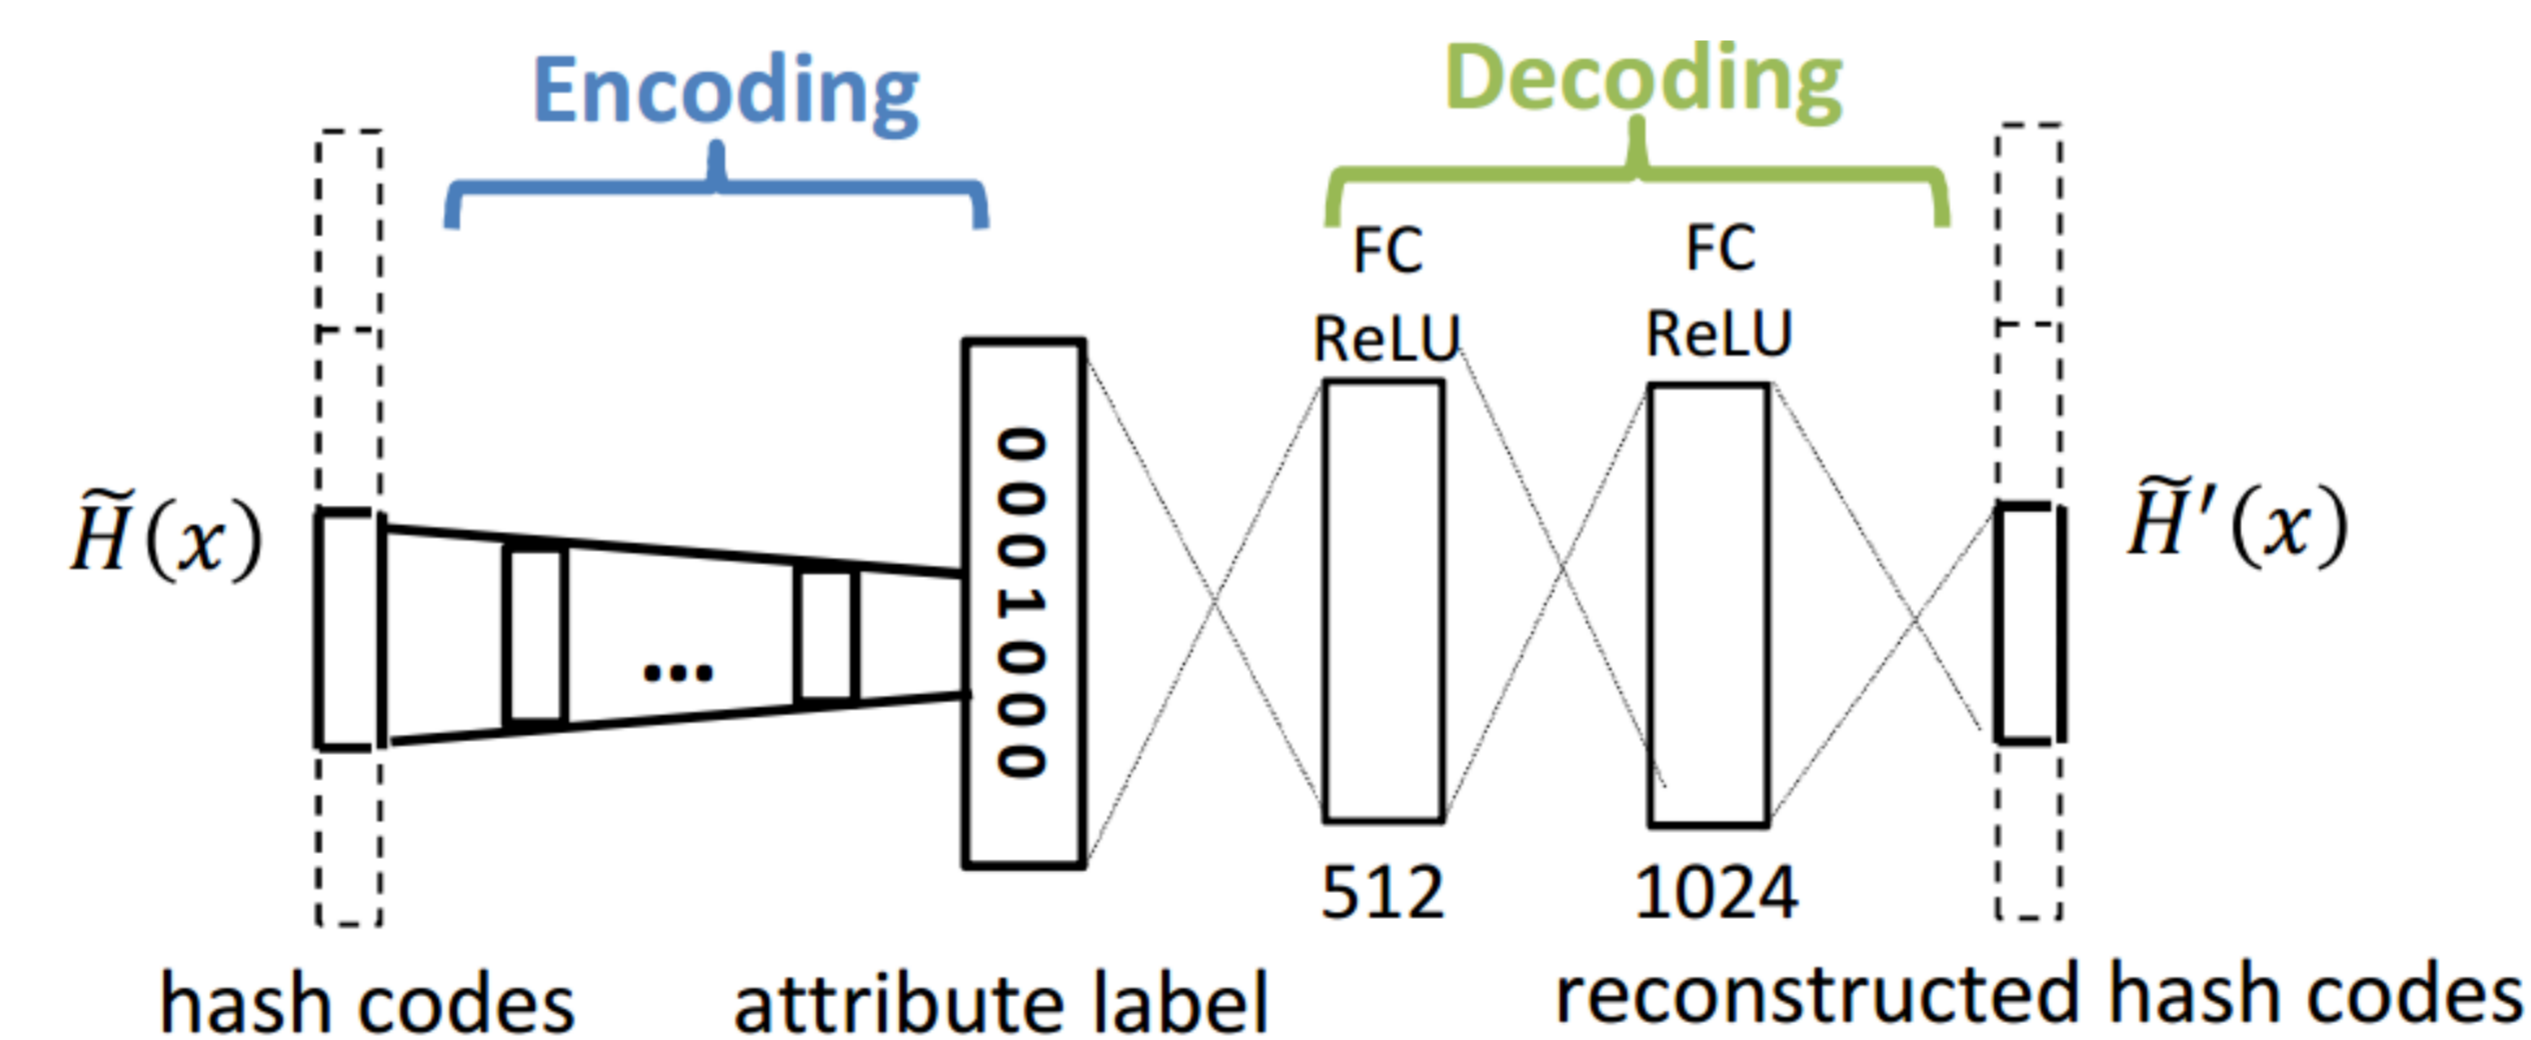 Encoding
Decoding
FC
ReLU
FC
ReLU
H̃(x)
...
0001000
H̃′(x)
512
1024
hash codes
attribute label
reconstructed hash codes